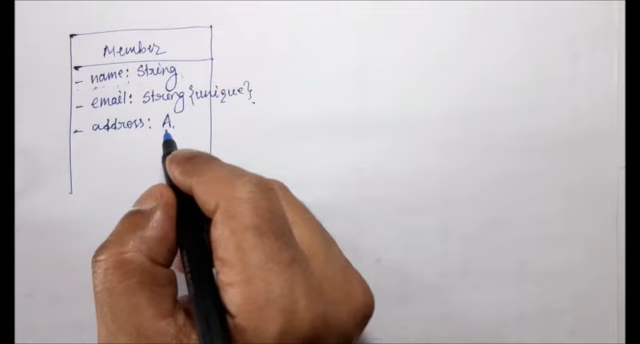 Member
- name: String
- email: String {unique}.
- address: A